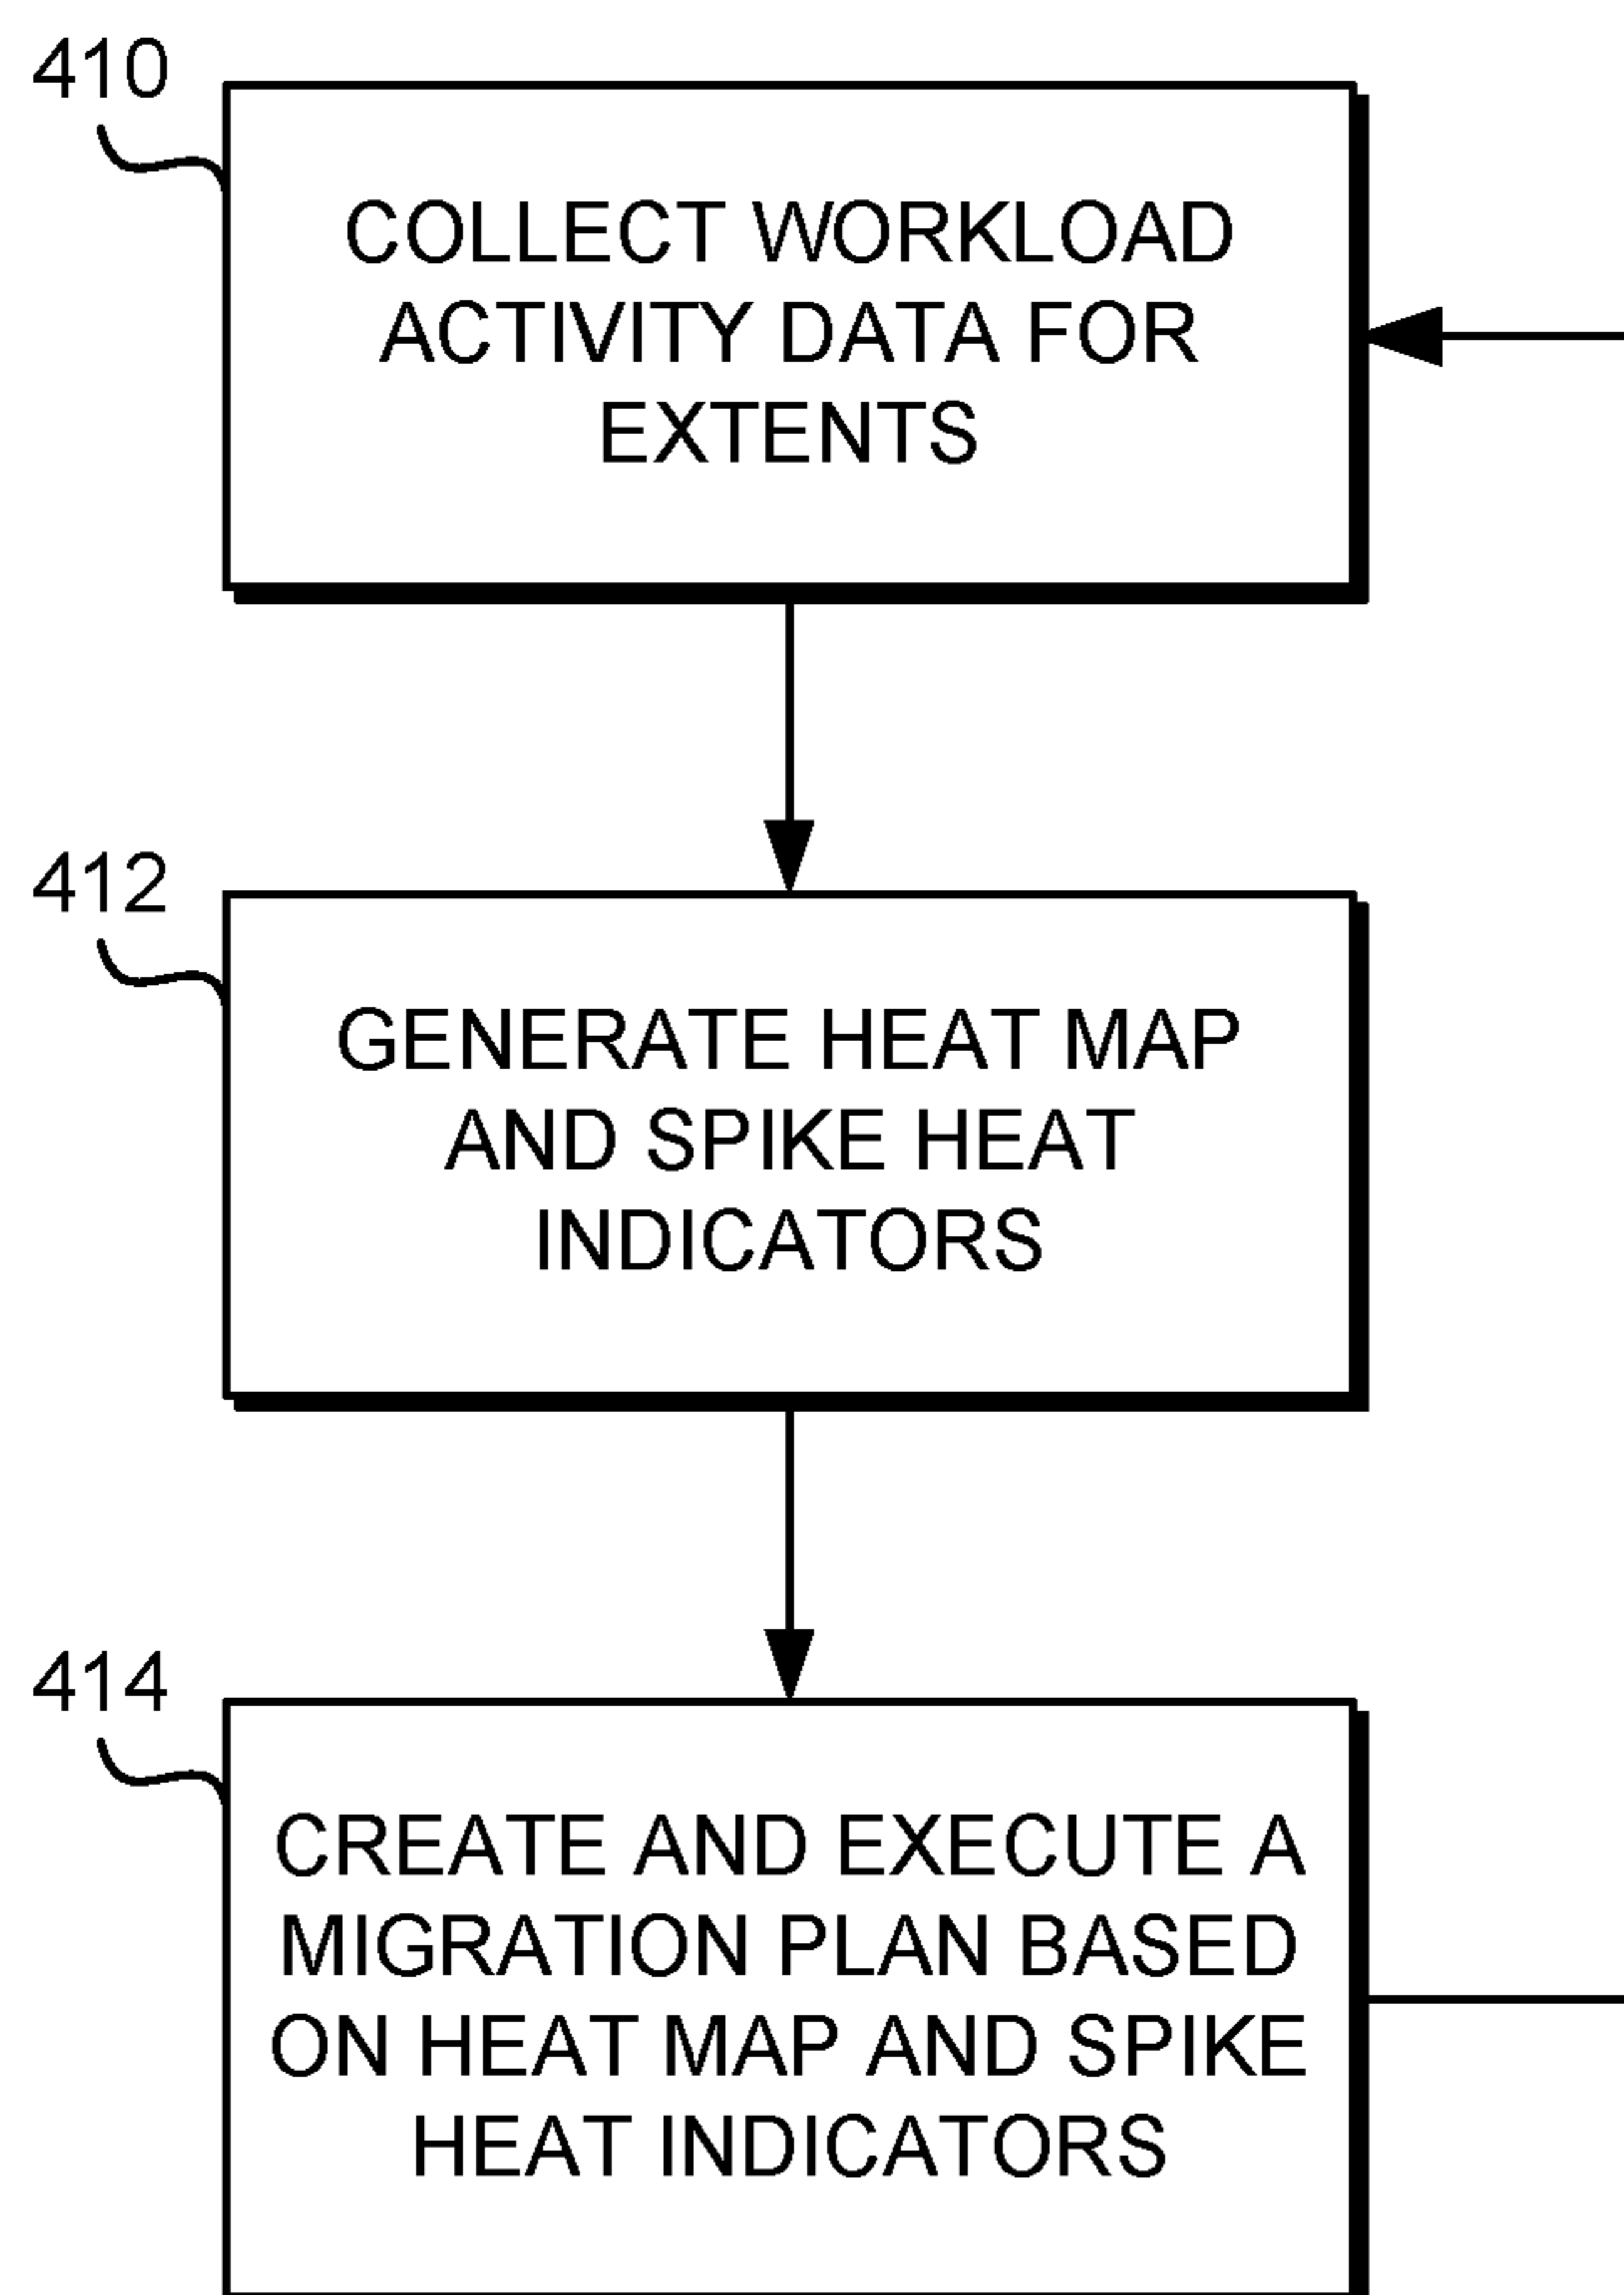 410
COLLECT WORKLOAD
ACTIVITY DATA FOR
EXTENTS
412
GENERATE HEAT MAP
AND SPIKE HEAT
INDICATORS
414
CREATE AND EXECUTE A
MIGRATION PLAN BASED
ON HEAT MAP AND SPIKE
HEAT INDICATORS